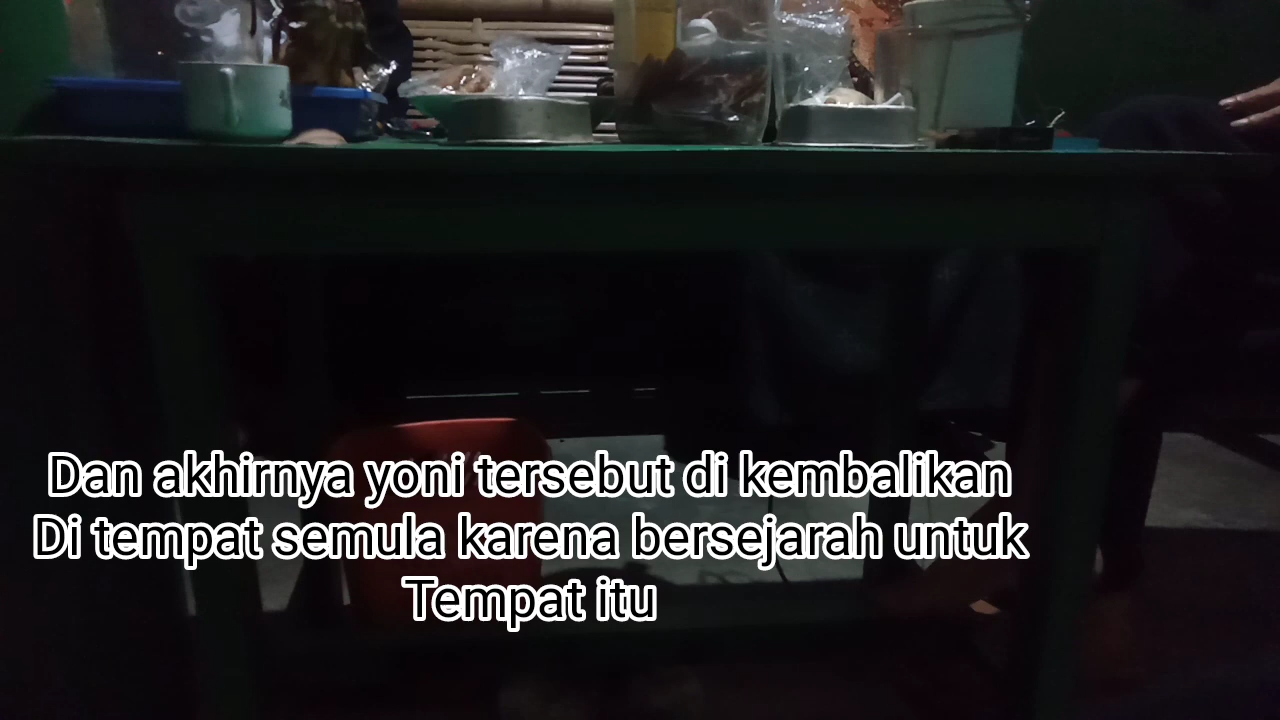 Dan akhirnya yoni tersebut di kembalikan
Di tempat semula karena bersejarah untuk
Tempat itu